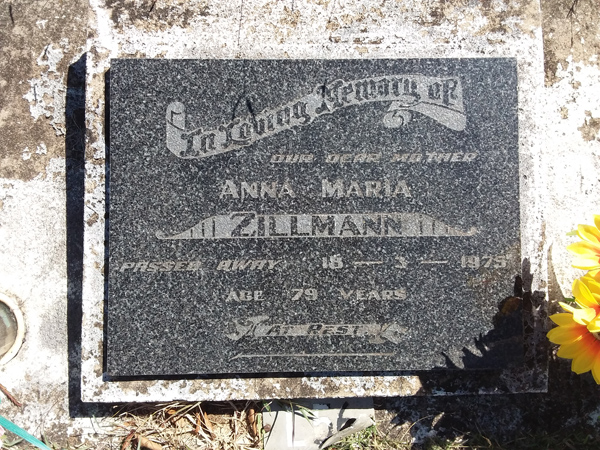 In Loving Memory of
OUR DEAR MOTHER
ANNA MARIA
ZILLMANN
PASSED AWAY 18 — 3 — 1975
AGE 79 YEARS
AT REST